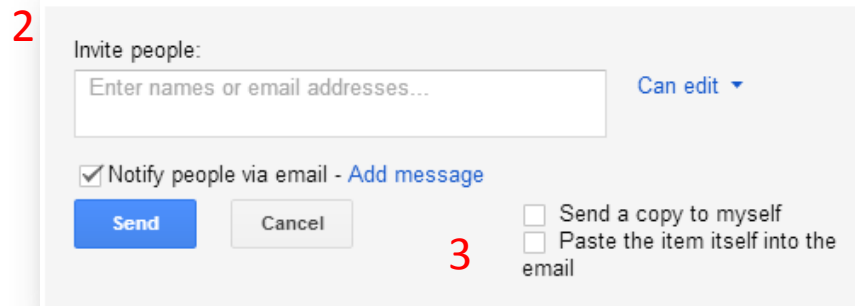 2
Invite people:
Enter names or email addresses... Can edit
Notify people via email - Add message
Send Cancel
3
Send a copy to myself
Paste the item itself into the
email